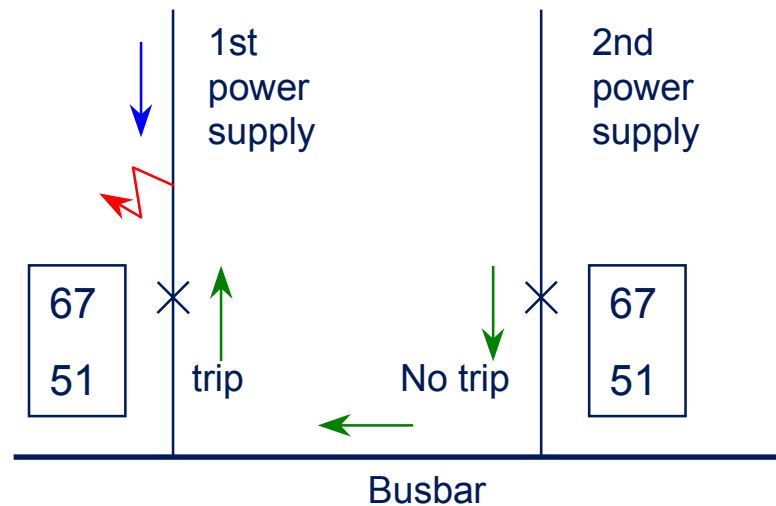 1st
power
supply
2nd
power
supply
67
51
trip
No trip
67
51
Busbar